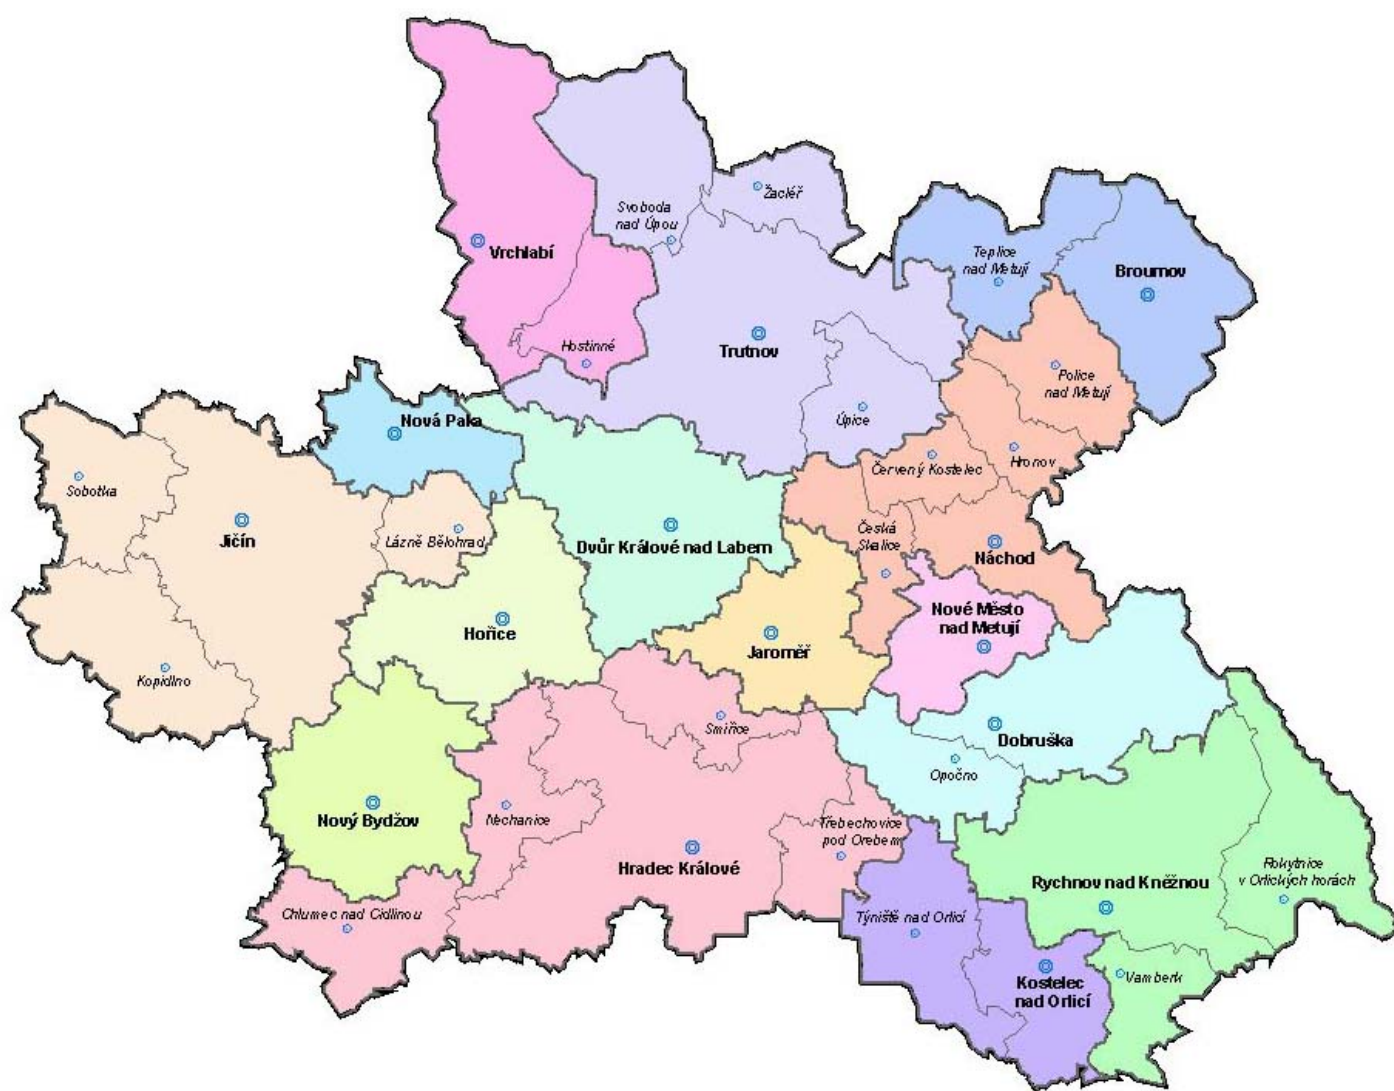 Žacléř
Svoboda
nad Úpou
Vrchlabí
Teplice
nad Metují
Broumov
Trutnov
Hostinné
Police
nad Metují
Úpice
Nová Paka
Hronov
Červený Kostelec
Sobotka
Jičín
Lázně Bělohrad
Dvůr Králové nad Labem
Česká
Skalice
Náchod
Nové Město
nad Metují
Hořice
Jaroměř
Kopidlno
Smiřice
Dobruška
Opočno
Nový Bydžov
Nechanice
Třebechovice
pod Orebem
Hradec Králové
Rokytnice
v Orlických horách
Rychnov nad Kněžnou
Chlumec nad Cidlinou
Týniště nad Orlicí
Vamberk
Kostelec
nad Orlicí